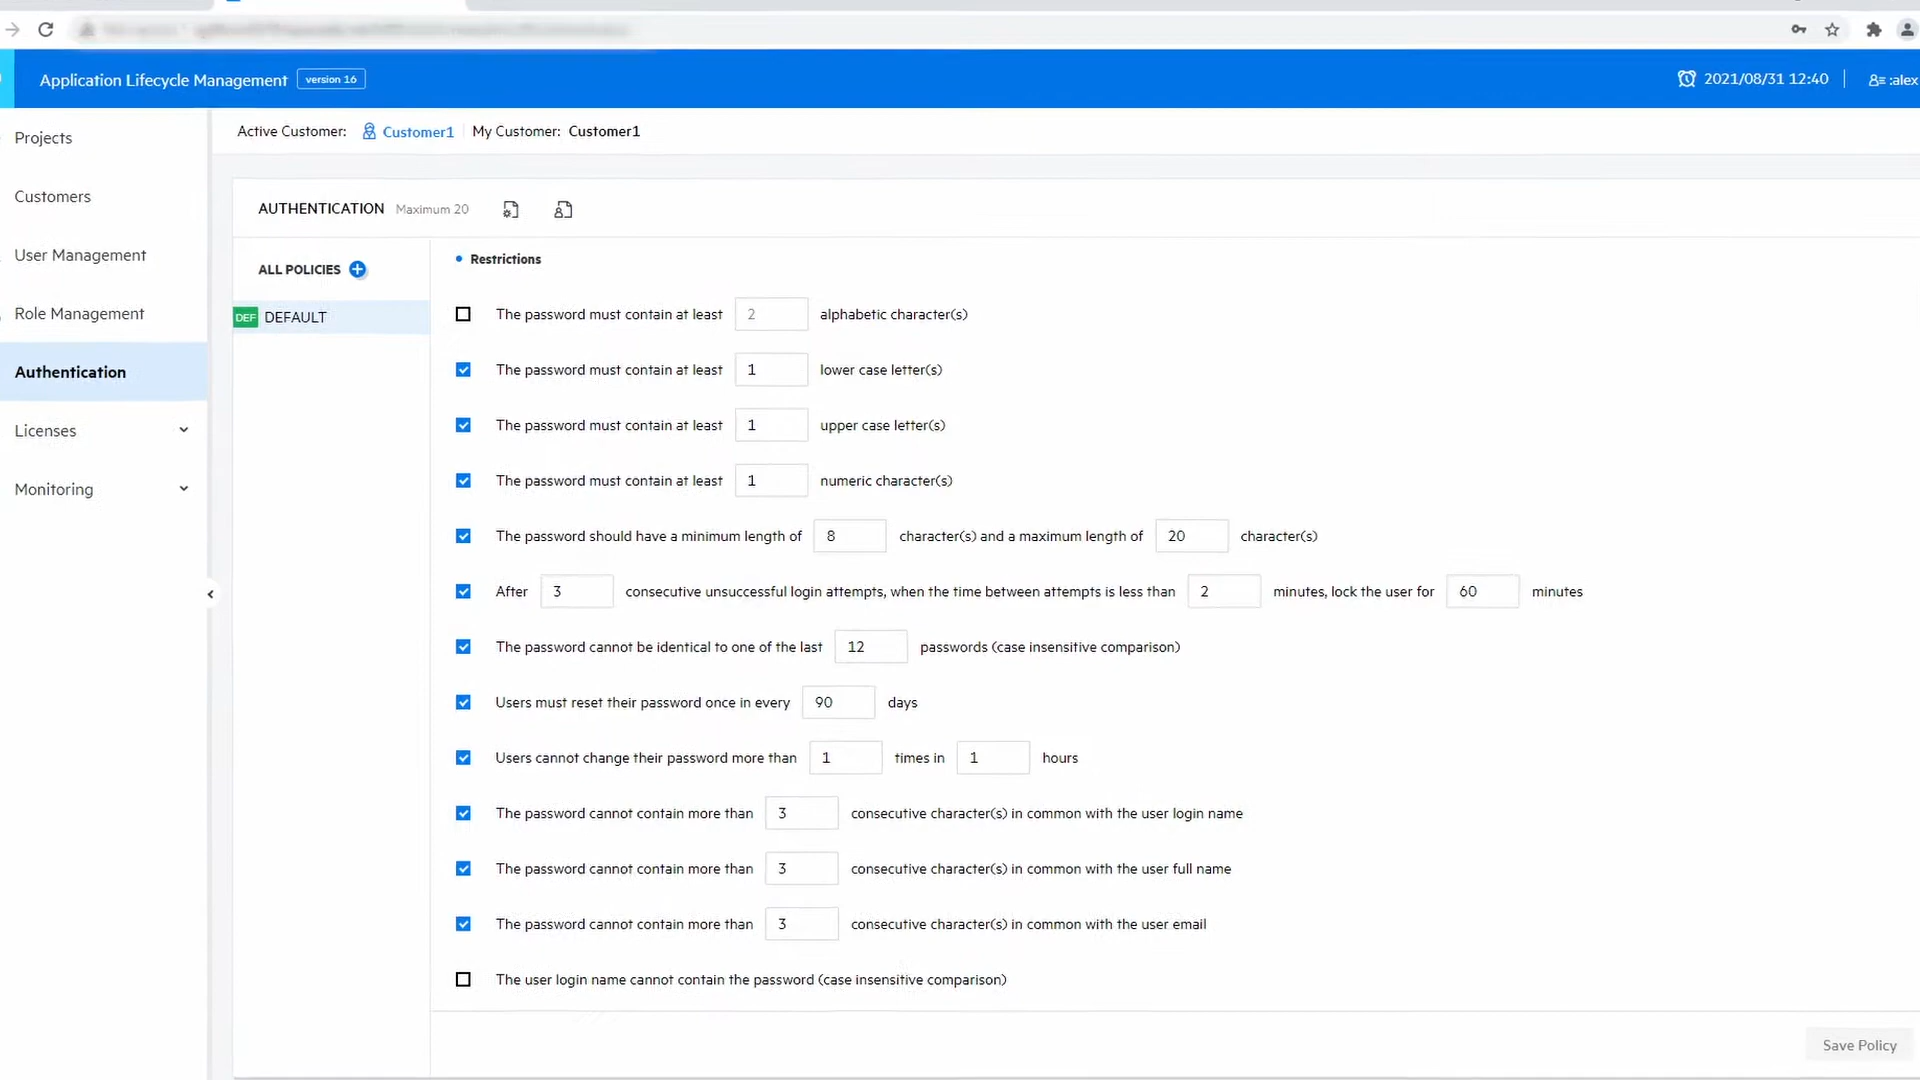 Application Lifecycle Management version 16 2021/08/31 12:40 :alex
Active Customer: Customer1 My Customer: Customer1
Projects
Customers
User Management
Role Management
Authentication
Licenses
Monitoring
AUTHENTICATION Maximum 20
ALL POLICIES
DEF DEFAULT
Restrictions
The password must contain at least 2 alphabetic character(s)
The password must contain at least 1 lower case letter(s)
The password must contain at least 1 upper case letter(s)
The password must contain at least 1 numeric character(s)
The password should have a minimum length of 8 character(s) and a maximum length of 20 character(s)
After 3 consecutive unsuccessful login attempts, when the time between attempts is less than 2 minutes, lock the user for 60 minutes
The password cannot be identical to one of the last 12 passwords (case insensitive comparison)
Users must reset their password once in every 90 days
Users cannot change their password more than 1 times in 1 hours
The password cannot contain more than 3 consecutive character(s) in common with the user login name
The password cannot contain more than 3 consecutive character(s) in common with the user full name
The password cannot contain more than 3 consecutive character(s) in common with the user email
The user login name cannot contain the password (case insensitive comparison)
Save Policy